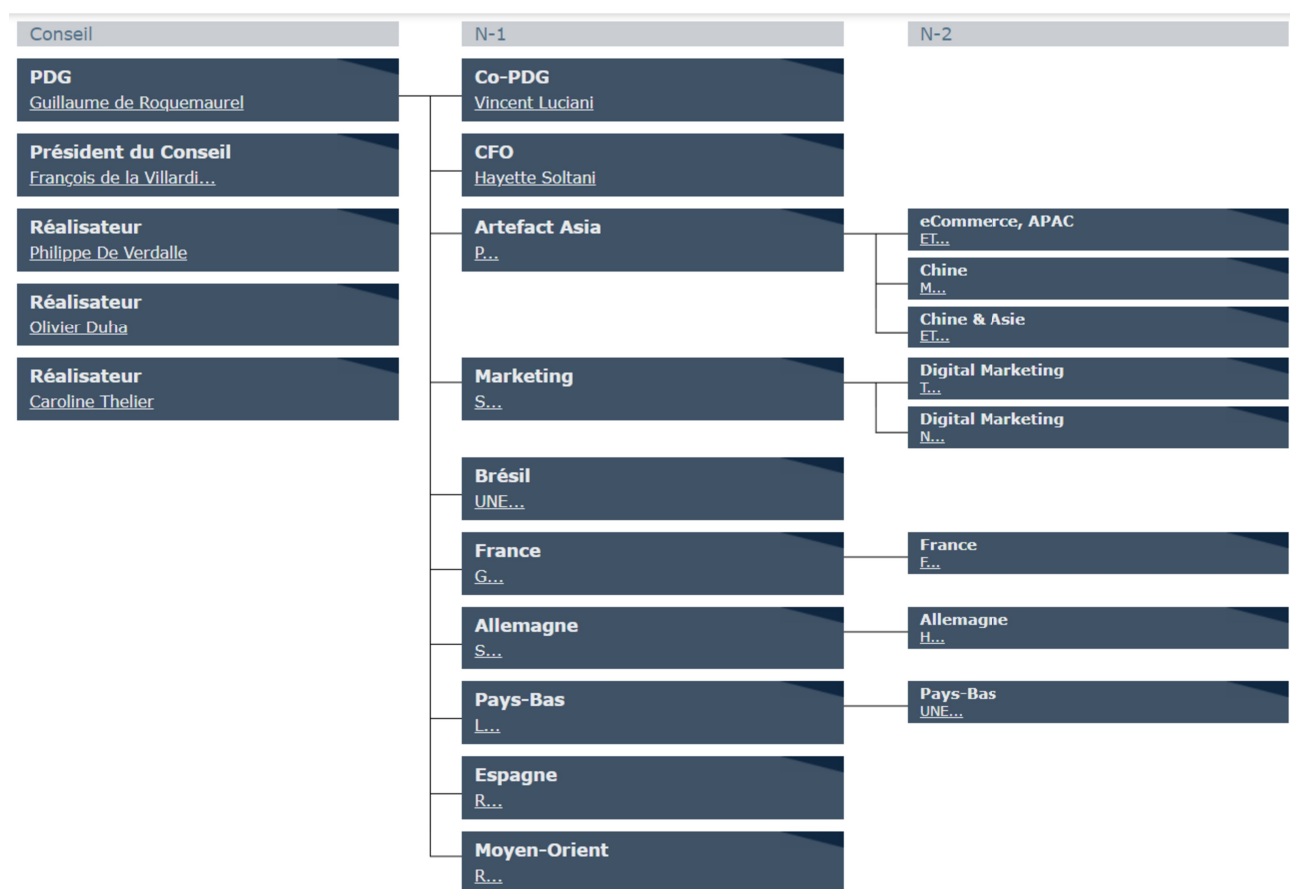 Conseil
N-1
N-2
PDG
Guillaume de Roquemaurel
Président du Conseil
François de la Villardi...
Réalisateur
Philippe De Verdalle
Réalisateur
Olivier Duha
Réalisateur
Caroline Thelier
Co-PDG
Vincent Luciani
CFO
Hayette Soltani
Artefact Asia
P...
Marketing
S...
Brésil
UNE...
France
G...
Allemagne
S...
Pays-Bas
L...
Espagne
R...
Moyen-Orient
R...
eCommerce, APAC
ET...
Chine
M...
Chine & Asie
ET...
Digital Marketing
T...
Digital Marketing
N...
France
F...
Allemagne
H...
Pays-Bas
UNE...